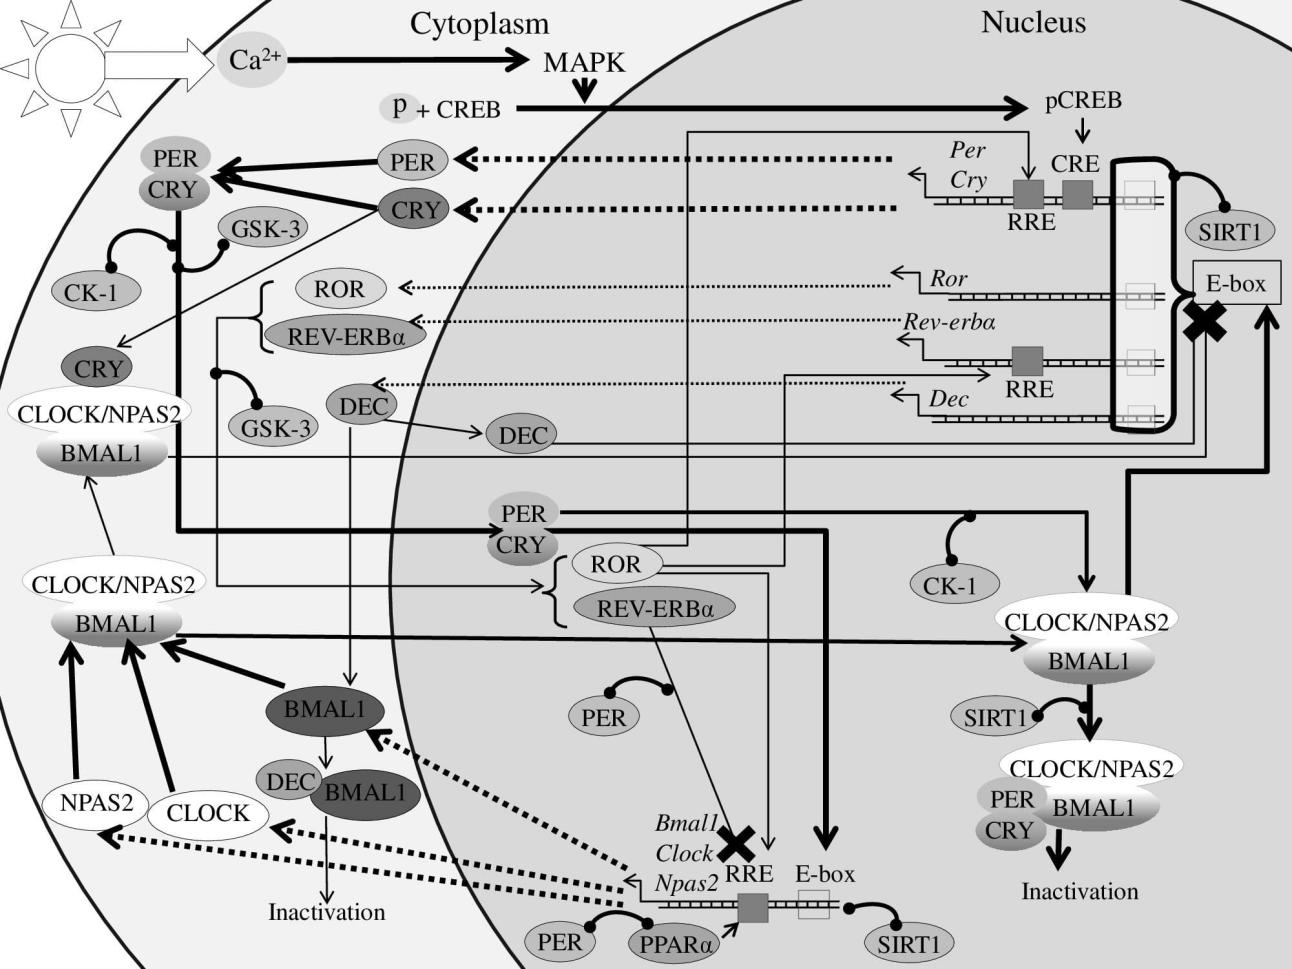 Cytoplasm
Nucleus
Ca2+
MAPK
p + CREB
pCREB
PER
CRY
PER
CRY
Per
Cry
CRE
RRE
SIRT1
GSK-3
CK-1
ROR
REV-ERBα
Ror
E-box
Rev-erbα
RRE
CRY
CLOCK/NPAS2
BMAL1
GSK-3
DEC
DEC
Dec
PER
CRY
ROR
REV-ERBα
CK-1
CLOCK/NPAS2
BMAL1
CLOCK/NPAS2
BMAL1
BMAL1
PER
SIRT1
CLOCK/NPAS2
BMAL1
PER
CRY
Inactivation
NPAS2
CLOCK
DEC
BMAL1
Inactivation
Bmal1
Clock
Npas2
RRE
E-box
PER
PPARα
SIRT1